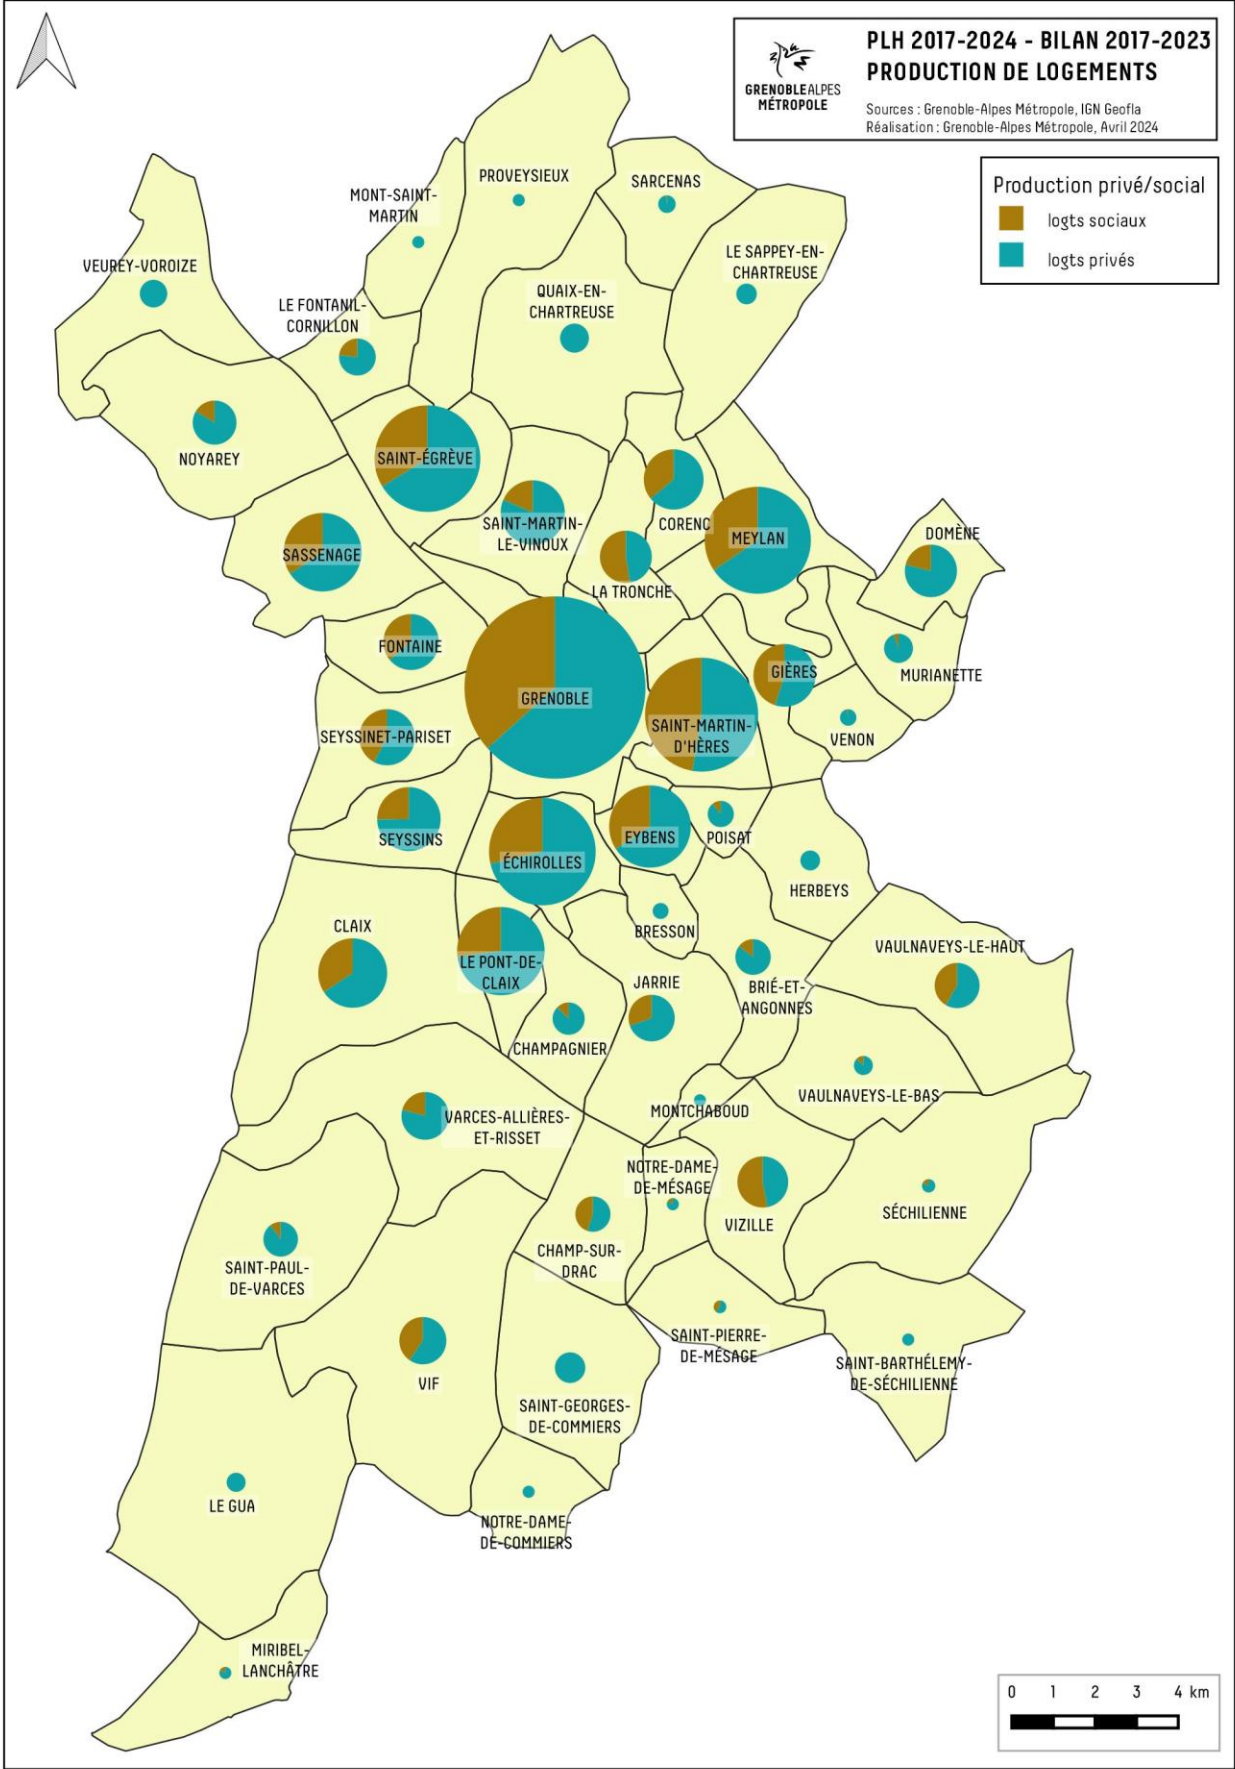 PLH 2017-2024 - BILAN 2017-2023
PRODUCTION DE LOGEMENTS
GRENOBLEALPES
MÉTROPOLE
Sources : Grenoble-Alpes Métropole, IGN Geofla
Réalisation : Grenoble-Alpes Métropole, Avril 2024
Production privé/social
logts sociaux
logts privés
PROVEYSIEUX
SARCENAS
MONT-SAINT-
MARTIN
LE SAPPEY-EN-
CHARTREUSE
VEUREY-VOROIZE
QUAIX-EN-
CHARTREUSE
LE FONTANIL-
CORNILLON
NOYAREY
SAINT-ÉGRÈVE
SAINT-MARTIN-
LE-VINOUX
CORENC
MEYLAN
DOMÈNE
SASSENAGE
LA TRONCHE
FONTAINE
GIÈRES
MURIANETTE
GRENOBLE
SAINT-MARTIN-
D'HÈRES
VENON
SEYSSINET-PARISET
SEYSSINS
EYBENS
POISAT
ÉCHIROLLES
HERBEYS
BRESSON
CLAIX
VAULNAVEYS-LE-HAUT
LE PONT-DE-
CLAIX
JARRIE
BRIÉ-ET-
ANGONNES
CHAMPAGNIER
VAULNAVEYS-LE-BAS
MONTCHABOUD
VARCES-ALLIÈRES-
ET-RISSET
NOTRE-DAME-
DE-MÉSAGE
VIZILLE
SÉCHILIENNE
CHAMP-SUR-
DRAC
SAINT-PAUL-
DE-VARCES
SAINT-PIERRE-
DE-MÉSAGE
SAINT-BARTHÉLEMY-
DE-SÉCHILIENNE
VIF
SAINT-GEORGES-
DE-COMMIERS
LE GUA
NOTRE-DAME-
DE-COMMIERS
MIRIBEL-
LANCHÂTRE
0 1 2 3 4 km